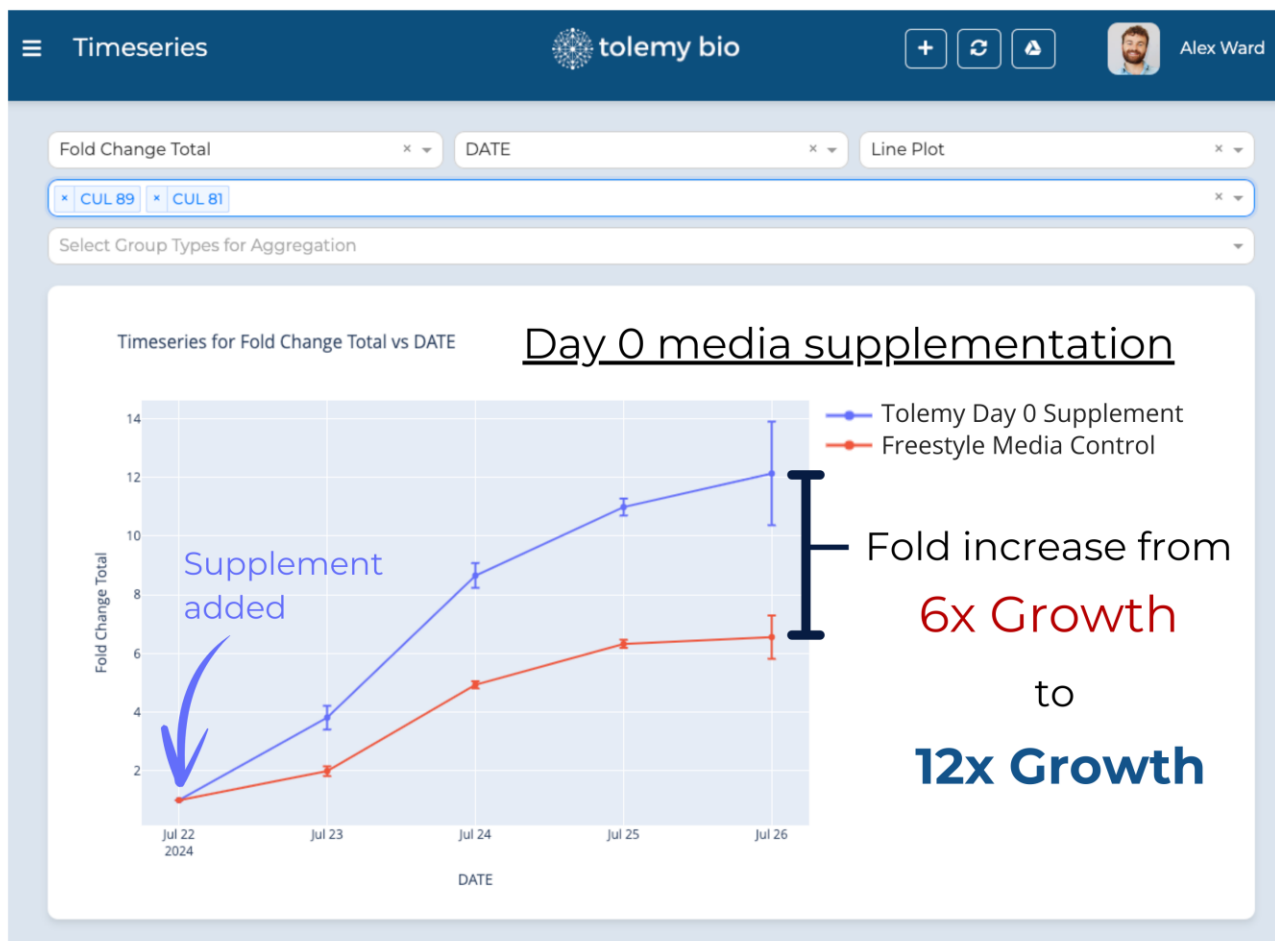 Timeseries
tolemy bio
Alex Ward
Fold Change Total
DATE
Line Plot
× CUL 89 × CUL 81
Select Group Types for Aggregation
Timeseries for Fold Change Total vs DATE
Day 0 media supplementation
Tolemy Day 0 Supplement
Freestyle Media Control
14
12
10
8
6
4
2
Fold Change Total
Supplement
added
Jul 22
2024
Jul 23
Jul 24
Jul 25
Jul 26
DATE
Fold increase from
6x Growth
to
12x Growth